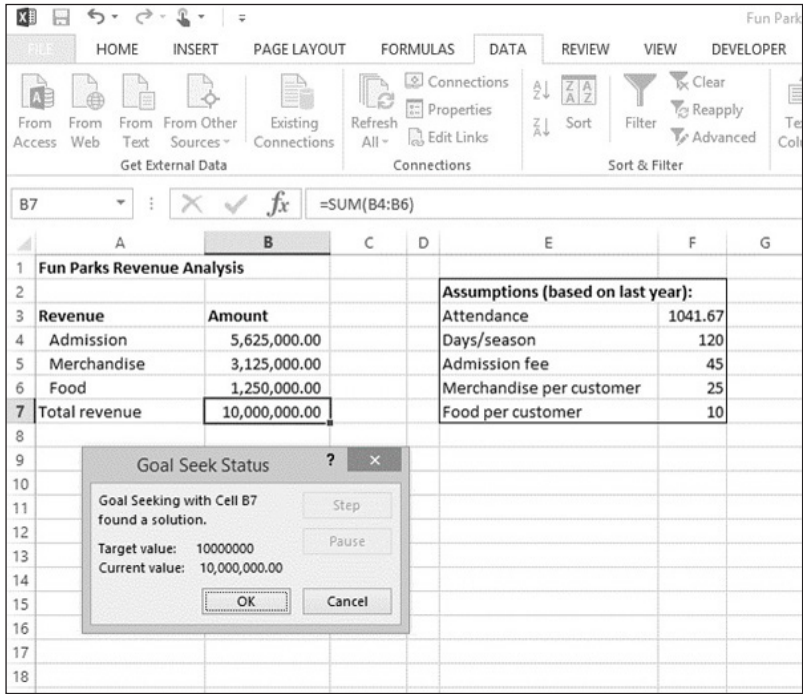 Fun Park
FILE HOME INSERT PAGE LAYOUT FORMULAS DATA REVIEW VIEW DEVELOPER
From Access From Web From Text From Other Sources Existing Connections Refresh All Connections Properties Edit Links Sort Filter Clear Reapply Advanced
Get External Data Connections Sort & Filter
B7 fx =SUM(B4:B6)
A B C D E F G
1 Fun Parks Revenue Analysis
2 Assumptions (based on last year):
3 Revenue Amount Attendance 1041.67
4 Admission 5,625,000.00 Days/season 120
5 Merchandise 3,125,000.00 Admission fee 45
6 Food 1,250,000.00 Merchandise per customer 25
7 Total revenue 10,000,000.00 Food per customer 10
8
9
10
11
12
13
14
15
16
17
18
Goal Seek Status ?
Goal Seeking with Cell B7
found a solution.
Step
Pause
Target value: 10000000
Current value: 10,000,000.00
OK Cancel